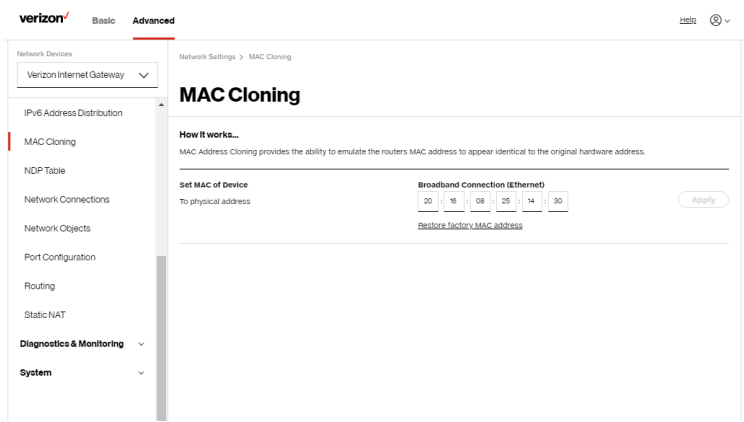 verizon✓
Basic Advanced
Help
Network Devices
Verizon Internet Gateway
IPv6 Address Distribution
MAC Cloning
NDP Table
Network Connections
Network Objects
Port Configuration
Routing
Static NAT
Diagnostics & Monitoring
System
Network Settings > MAC Cloning
MAC Cloning
How it works...
MAC Address Cloning provides the ability to emulate the routers MAC address to appear identical to the original hardware address.
Set MAC of Device Broadband Connection (Ethernet)
To physical address 20 : 16 : 08 : 25 : 14 : 30 Apply
Restore factory MAC address